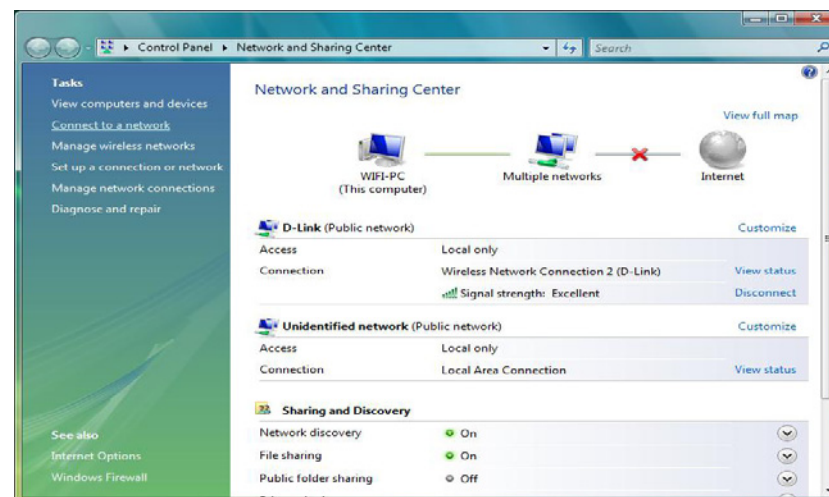 Control Panel
Network and Sharing Center
Search
Tasks
View computers and devices
Connect to a network
Manage wireless networks
Set up a connection or network
Manage network connections
Diagnose and repair
See also
Internet Options
Windows Firewall
Network and Sharing Center
View full map
WIFI-PC
(This computer)
Multiple networks
Internet
D-Link (Public network) Customize
Access Local only
Connection Wireless Network Connection 2 (D-Link) View status
Signal strength: Excellent Disconnect
Unidentified network (Public network) Customize
Access Local only
Connection Local Area Connection View status
Sharing and Discovery
Network discovery On
File sharing On
Public folder sharing Off